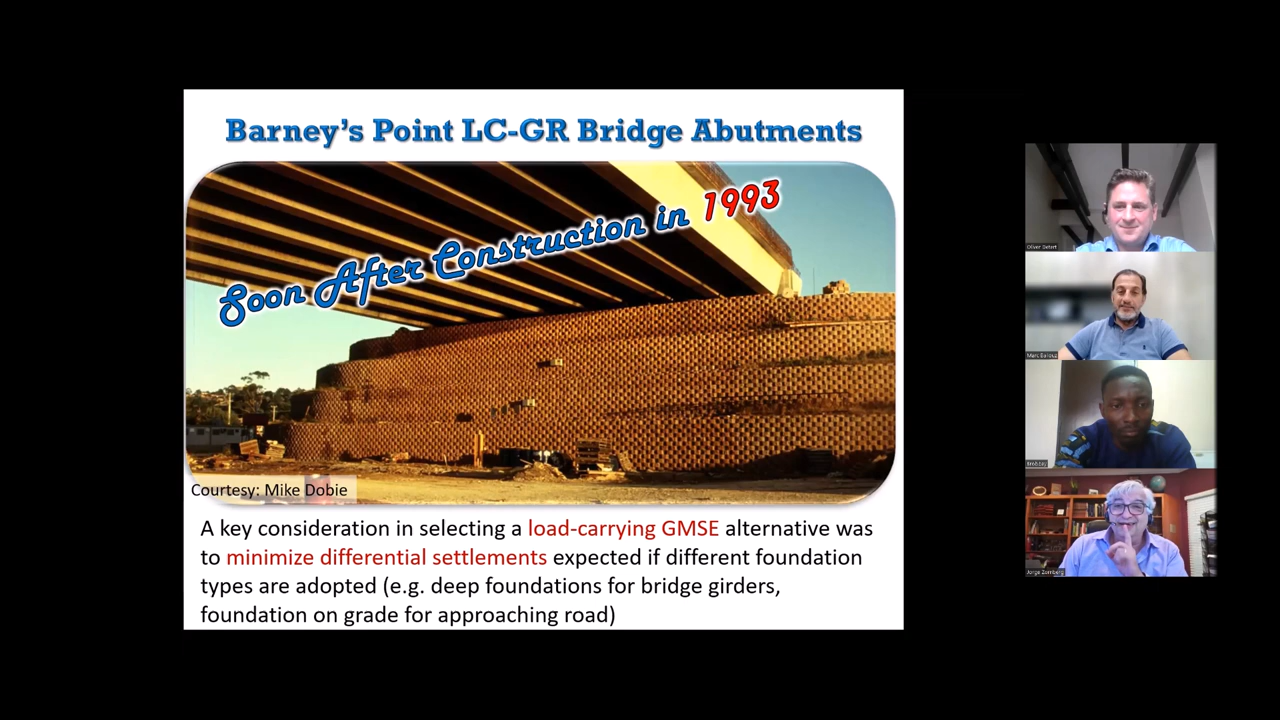 Barney's Point LC-GR Bridge Abutments
Soon After Construction in 1993
Courtesy: Mike Dobie
A key consideration in selecting a load-carrying GMSE alternative was
to minimize differential settlements expected if different foundation
types are adopted (e.g. deep foundations for bridge girders,
foundation on grade for approaching road)
Jorge Zornberg